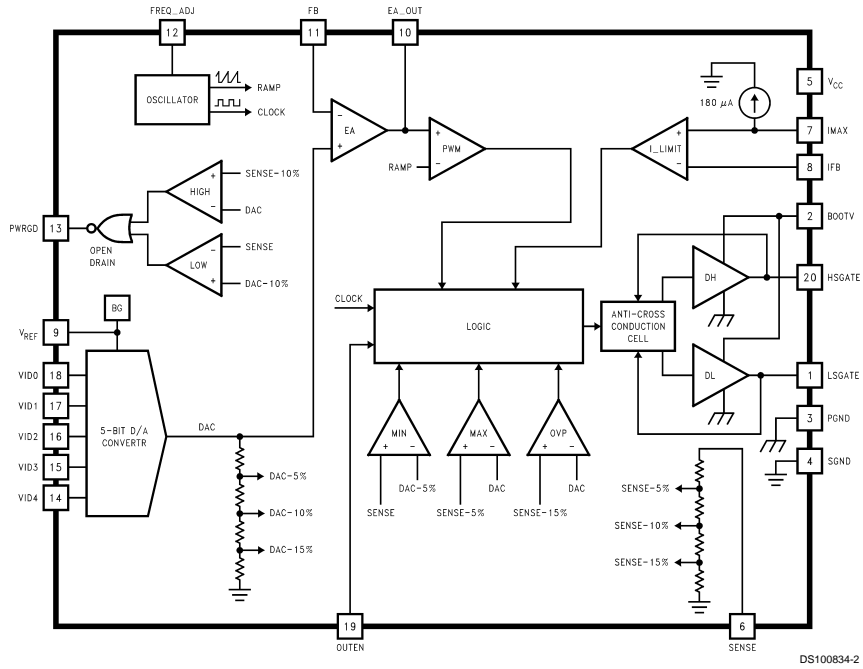 FREQ_ADJ
FB
EA_OUT
12
11
10
OSCILLATOR
RAMP
CLOCK
-
EA
+
+
PWM
RAMP
-
180 µA
5
VCC
+
I_LIMIT
-
7
IMAX
8
IFB
+
SENSE-10%
HIGH
-
DAC
PWRGD
13
OPEN
DRAIN
-
SENSE
LOW
+
DAC-10%
2
BOOTV
DH
20
HSGATE
CLOCK
LOGIC
ANTI-CROSS
CONDUCTION
CELL
BG
VREF
9
DL
1
LSGATE
VID0
18
VID1
17
VID2
16
VID3
15
VID4
14
5-BIT D/A
CONVERTR
DAC
3
PGND
4
SGND
MIN
+ -
MAX
+ -
OVP
+ -
DAC-5%
DAC
DAC
SENSE
SENSE-5%
SENSE-15%
DAC-5%
DAC-10%
DAC-15%
SENSE-5%
SENSE-10%
SENSE-15%
19
OUTEN
6
SENSE
DS100834-2